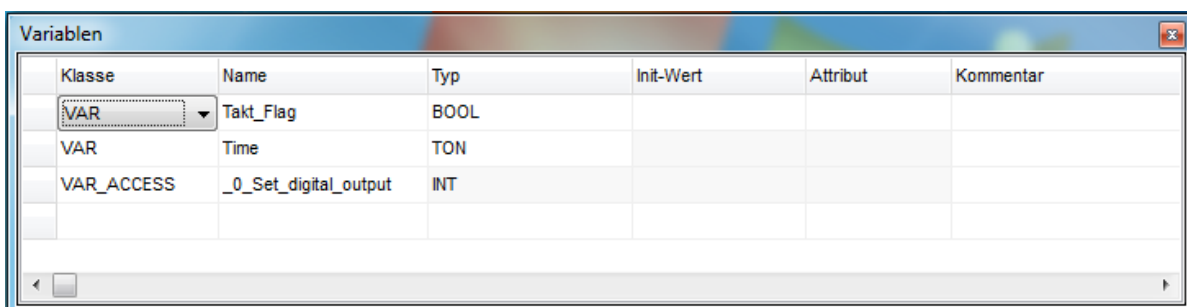 Variablen
Klasse Name Typ Init-Wert Attribut Kommentar
VAR Takt_Flag BOOL
VAR Time TON
VAR_ACCESS _0_Set_digital_output INT